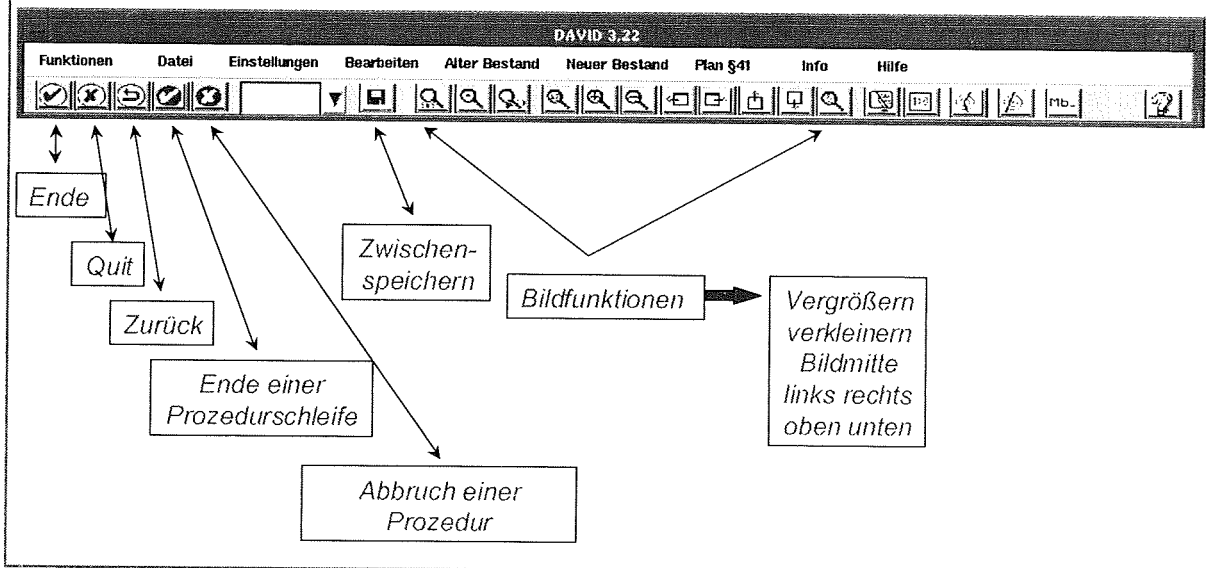 DAVID 3.22
Funktionen Datei Einstellungen Bearbeiten Alter Bestand Neuer Bestand Plan §41 Info Hilfe
Mb_
Ende
Quit
Zurück
Ende einer
Prozedurschleife
Abbruch einer
Prozedur
Zwischen-
speichern
Bildfunktionen
Vergrößern
verkleinern
Bildmitte
links rechts
oben unten